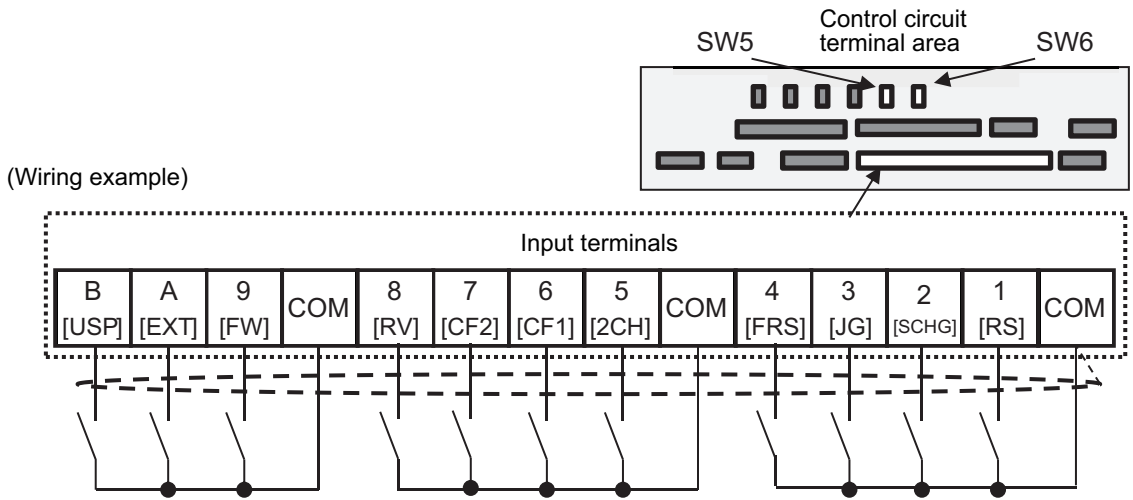 Control circuit
terminal area
SW5
SW6
(Wiring example)
Input terminals
B A 9 COM 8 7 6 5 COM 4 3 2 1 COM
[USP] [EXT] [FW] [RV] [CF2] [CF1] [2CH] [FRS] [JG] [SCHG] [RS]